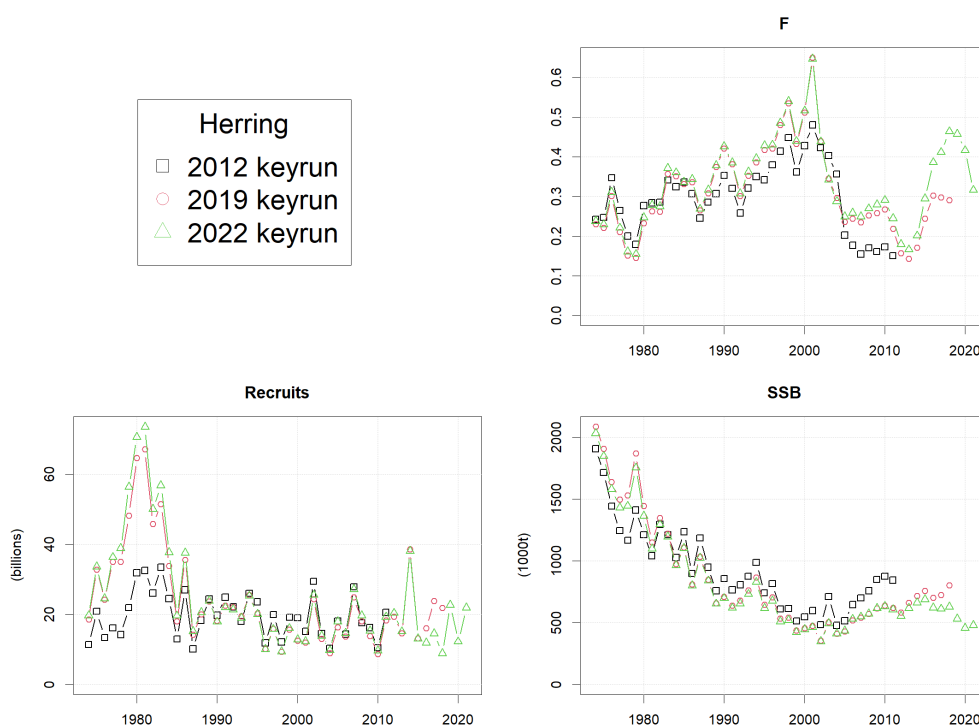 F
Herring
2012 keyrun
2019 keyrun
2022 keyrun
0.0 0.1 0.2 0.3 0.4 0.5 0.6
1980 1990 2000 2010 2020
Recruits
(billions)
0 20 40 60
1980 1990 2000 2010 2020
SSB
(1000t)
0 500 1000 1500 2000
1980 1990 2000 2010 2020